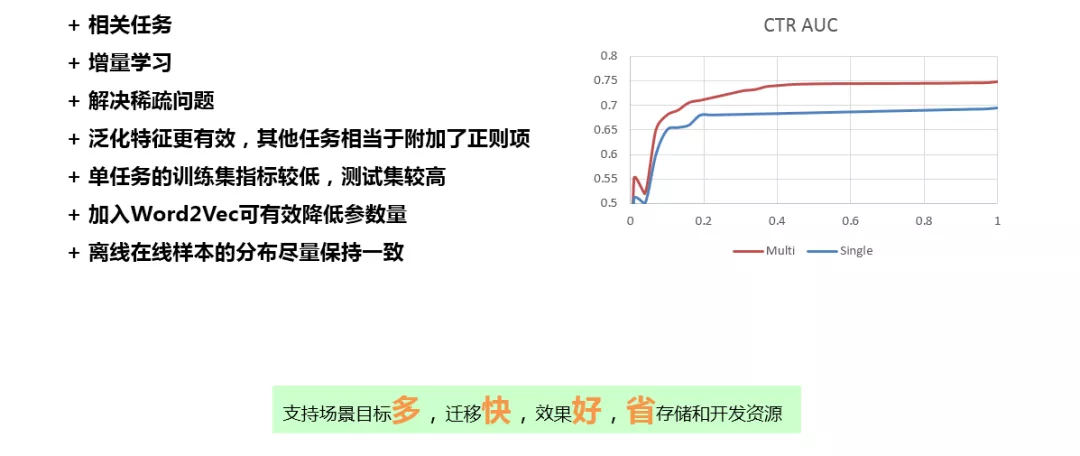 + 相关任务
+ 增量学习
+ 解决稀疏问题
+ 泛化特征更有效，其他任务相当于附加了正则项
+ 单任务的训练集指标较低，测试集较高
+ 加入Word2Vec可有效降低参数量
+ 离线在线样本的分布尽量保持一致
CTR AUC
0.8
0.75
0.7
0.65
0.6
0.55
0.5
0 0.2 0.4 0.6 0.8 1
Multi Single
支持场景目标多，迁移快，效果好，省存储和开发资源